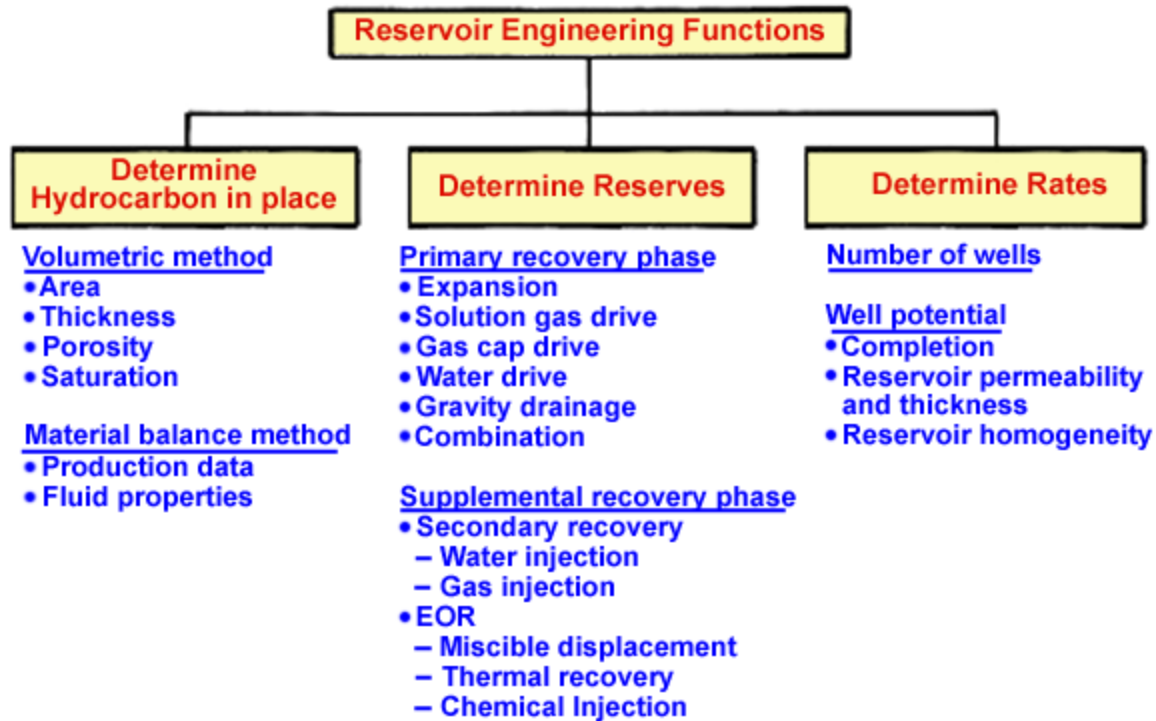 Reservoir Engineering Functions
Determine
Hydrocarbon in place
Volumetric method
• Area
• Thickness
• Porosity
• Saturation
Material balance method
• Production data
• Fluid properties
Determine Reserves
Primary recovery phase
• Expansion
• Solution gas drive
• Gas cap drive
• Water drive
• Gravity drainage
• Combination
Supplemental recovery phase
• Secondary recovery
– Water injection
– Gas injection
• EOR
– Miscible displacement
– Thermal recovery
– Chemical Injection
Determine Rates
Number of wells
Well potential
• Completion
• Reservoir permeability
and thickness
• Reservoir homogeneity